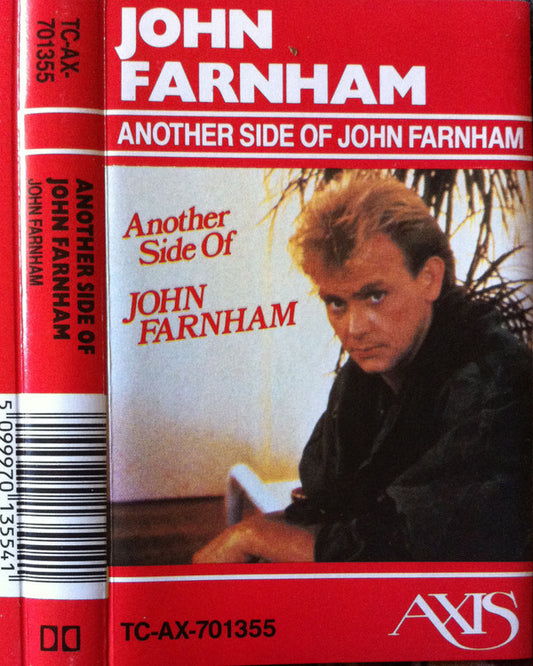 TC-AX-
701355
ANOTHER SIDE OF
JOHN FARNHAM
JOHN FARNHAM
5 099970 135541
JOHN
FARNHAM
ANOTHER SIDE OF JOHN FARNHAM
Another
Side Of
JOHN
FARNHAM
TC-AX-701355
AXIS